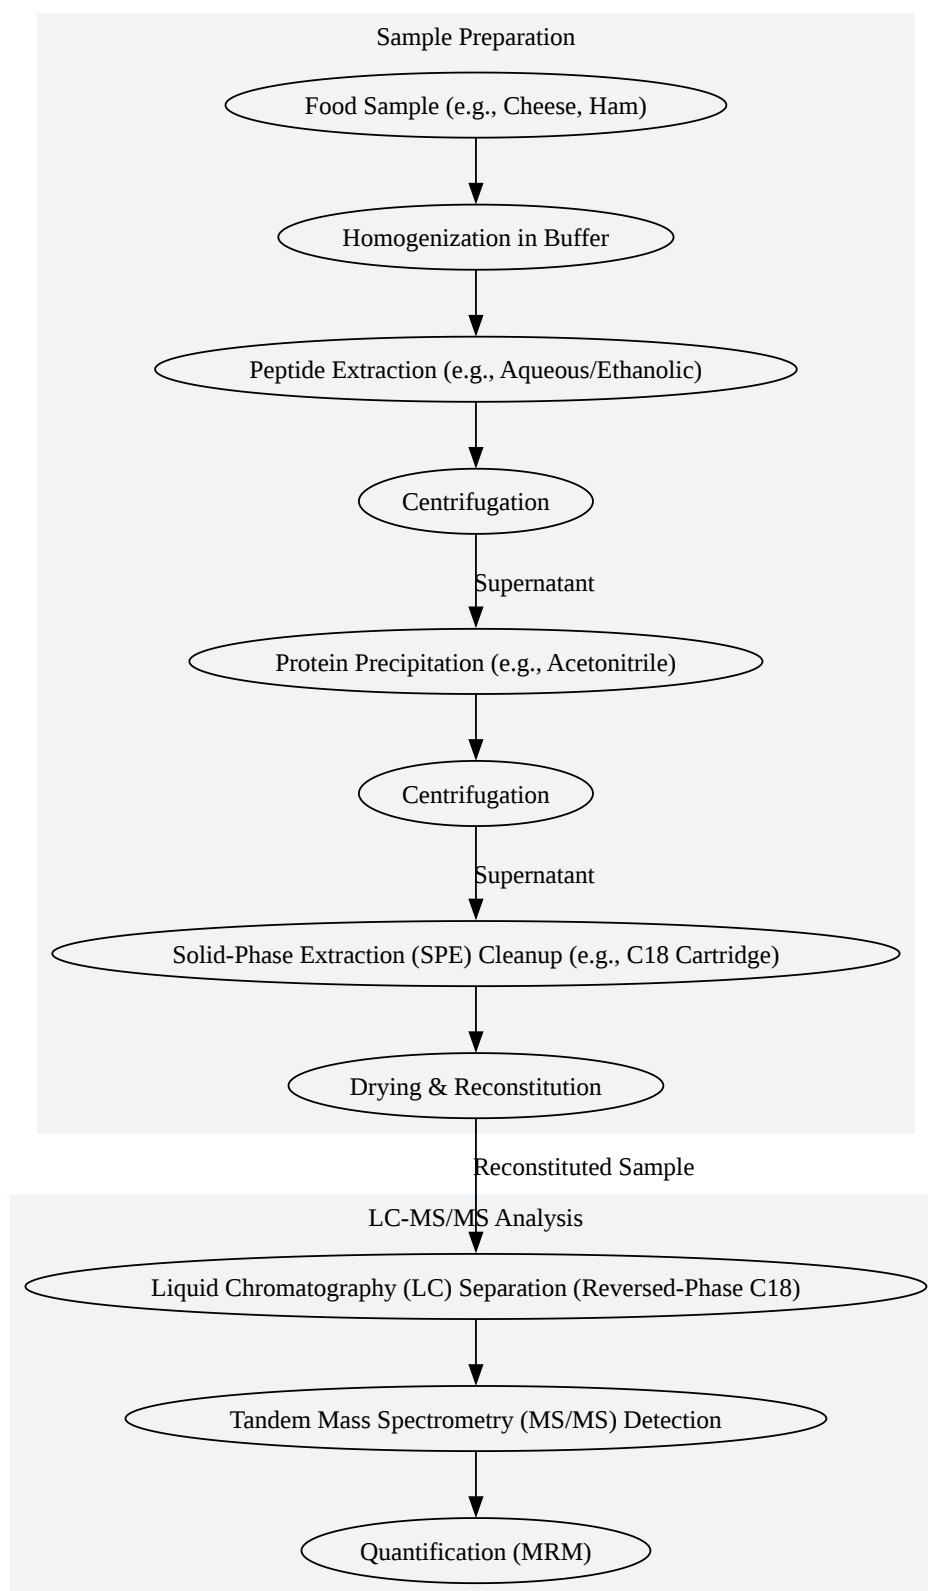 Sample Preparation
Food Sample (e.g., Cheese, Ham)
Homogenization in Buffer
Peptide Extraction (e.g., Aqueous/Ethanolic)
Centrifugation
Supernatant
Protein Precipitation (e.g., Acetonitrile)
Centrifugation
Supernatant
Solid-Phase Extraction (SPE) Cleanup (e.g., C18 Cartridge)
Drying & Reconstitution
Reconstituted Sample
LC-MS/MS Analysis
Liquid Chromatography (LC) Separation (Reversed-Phase C18)
Tandem Mass Spectrometry (MS/MS) Detection
Quantification (MRM)